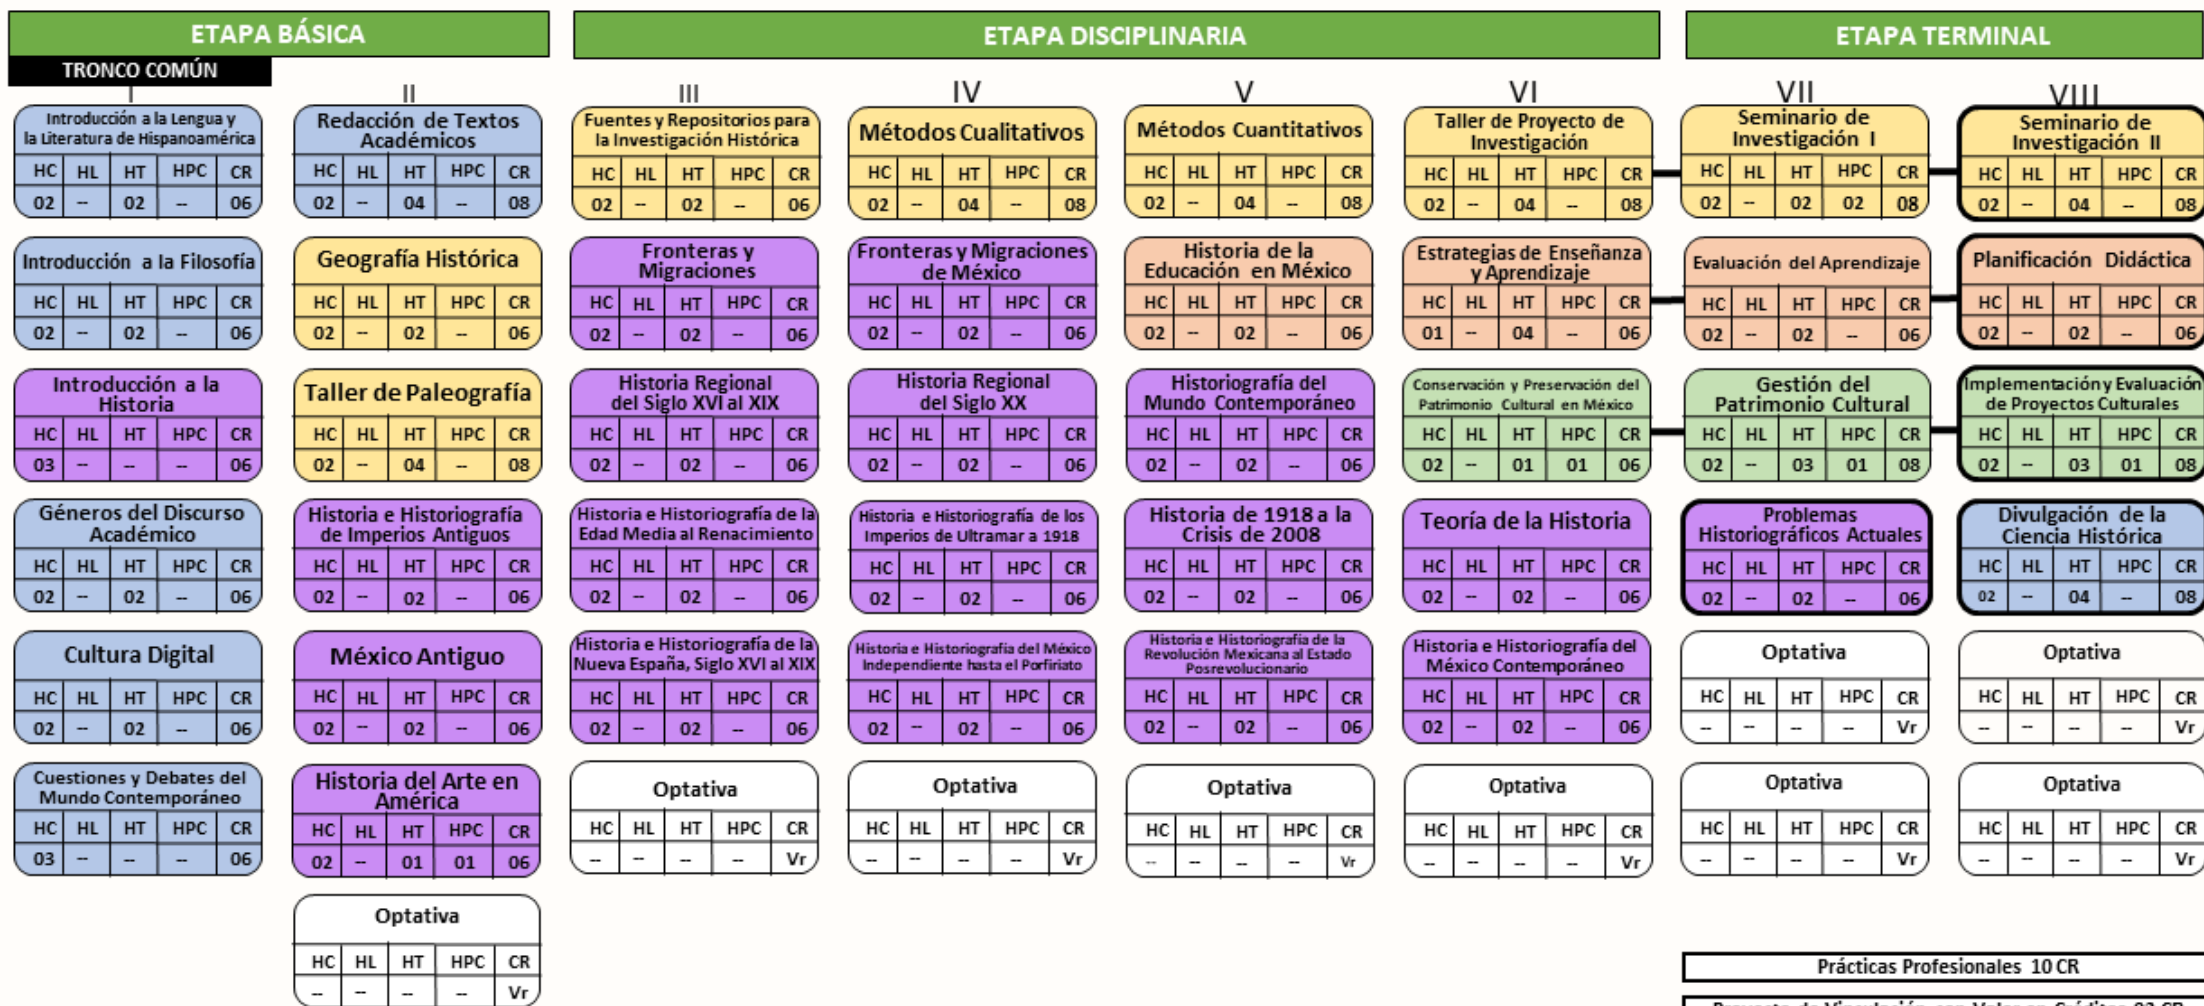 ETAPA BÁSICA
ETAPA DISCIPLINARIA
ETAPA TERMINAL
TRONCO COMÚN
I
Introducción a la Lengua y
la Literatura de Hispanoamérica
HC HL HT HPC CR
02 -- 02 -- 06
Introducción a la Filosofía
HC HL HT HPC CR
02 -- 02 -- 06
Introducción a la
Historia
HC HL HT HPC CR
03 -- -- -- 06
Géneros del Discurso
Académico
HC HL HT HPC CR
02 -- 02 -- 06
Cultura Digital
HC HL HT HPC CR
02 -- 02 -- 06
Cuestiones y Debates del
Mundo Contemporáneo
HC HL HT HPC CR
03 -- -- -- 06
II
Redacción de Textos
Académicos
HC HL HT HPC CR
02 -- 04 -- 08
Geografía Histórica
HC HL HT HPC CR
02 -- 02 -- 06
Taller de Paleografía
HC HL HT HPC CR
02 -- 04 -- 08
Historia e Historiografía
de Imperios Antiguos
HC HL HT HPC CR
02 -- 02 -- 06
México Antiguo
HC HL HT HPC CR
02 -- 02 -- 06
Historia del Arte en
América
HC HL HT HPC CR
02 -- 01 01 06
Optativa
HC HL HT HPC CR
-- -- -- -- Vr
III
Fuentes y Repositorios para
la Investigación Histórica
HC HL HT HPC CR
02 -- 02 -- 06
Fronteras y
Migraciones
HC HL HT HPC CR
02 -- 02 -- 06
Historia Regional
del Siglo XVI al XIX
HC HL HT HPC CR
02 -- 02 -- 06
Historia e Historiografía de la
Edad Media al Renacimiento
HC HL HT HPC CR
02 -- 02 -- 06
Historia e Historiografía de la
Nueva España, Siglo XVI al XIX
HC HL HT HPC CR
02 -- 02 -- 06
Optativa
HC HL HT HPC CR
-- -- -- -- Vr
IV
Métodos Cualitativos
HC HL HT HPC CR
02 -- 04 -- 08
Fronteras y Migraciones
de México
HC HL HT HPC CR
02 -- 02 -- 06
Historia Regional
del Siglo XX
HC HL HT HPC CR
02 -- 02 -- 06
Historia e Historiografía de los
Imperios de Ultramar a 1918
HC HL HT HPC CR
02 -- 02 -- 06
Historia e Historiografía del México
Independiente hasta el Porfiriato
HC HL HT HPC CR
02 -- 02 -- 06
Optativa
HC HL HT HPC CR
-- -- -- -- Vr
V
Métodos Cuantitativos
HC HL HT HPC CR
02 -- 04 -- 08
Historia de la
Educación en México
HC HL HT HPC CR
02 -- 02 -- 06
Historiografía del
Mundo Contemporáneo
HC HL HT HPC CR
02 -- 02 -- 06
Historia de 1918 a la
Crisis de 2008
HC HL HT HPC CR
02 -- 02 -- 06
Historia e Historiografía de la
Revolución Mexicana al Estado
Posrevolucionario
HC HL HT HPC CR
02 -- 02 -- 06
Optativa
HC HL HT HPC CR
-- -- -- -- Vr
VI
Taller de Proyecto de
Investigación
HC HL HT HPC CR
02 -- 04 -- 08
Estrategias de Enseñanza
y Aprendizaje
HC HL HT HPC CR
01 -- 04 -- 06
Conservación y Preservación del
Patrimonio Cultural en México
HC HL HT HPC CR
02 -- 01 01 06
Teoría de la Historia
HC HL HT HPC CR
02 -- 02 -- 06
Historia e Historiografía del
México Contemporáneo
HC HL HT HPC CR
02 -- 02 -- 06
Optativa
HC HL HT HPC CR
-- -- -- -- Vr
VII
Seminario de
Investigación I
HC HL HT HPC CR
02 -- 02 02 08
Evaluación del Aprendizaje
HC HL HT HPC CR
02 -- 02 -- 06
Gestión del
Patrimonio Cultural
HC HL HT HPC CR
02 -- 03 01 08
Problemas
Historiográficos Actuales
HC HL HT HPC CR
02 -- 02 -- 06
Optativa
HC HL HT HPC CR
-- -- -- -- Vr
Optativa
HC HL HT HPC CR
-- -- -- -- Vr
VIII
Seminario de
Investigación II
HC HL HT HPC CR
02 -- 04 -- 08
Planificación Didáctica
HC HL HT HPC CR
02 -- 02 -- 06
Implementación y Evaluación
de Proyectos Culturales
HC HL HT HPC CR
02 -- 03 01 08
Divulgación de la
Ciencia Histórica
HC HL HT HPC CR
02 -- 04 -- 08
Optativa
HC HL HT HPC CR
-- -- -- -- Vr
Optativa
HC HL HT HPC CR
-- -- -- -- Vr
Prácticas Profesionales 10 CR
Proyecto de Vinculación con Valor en Créditos CR